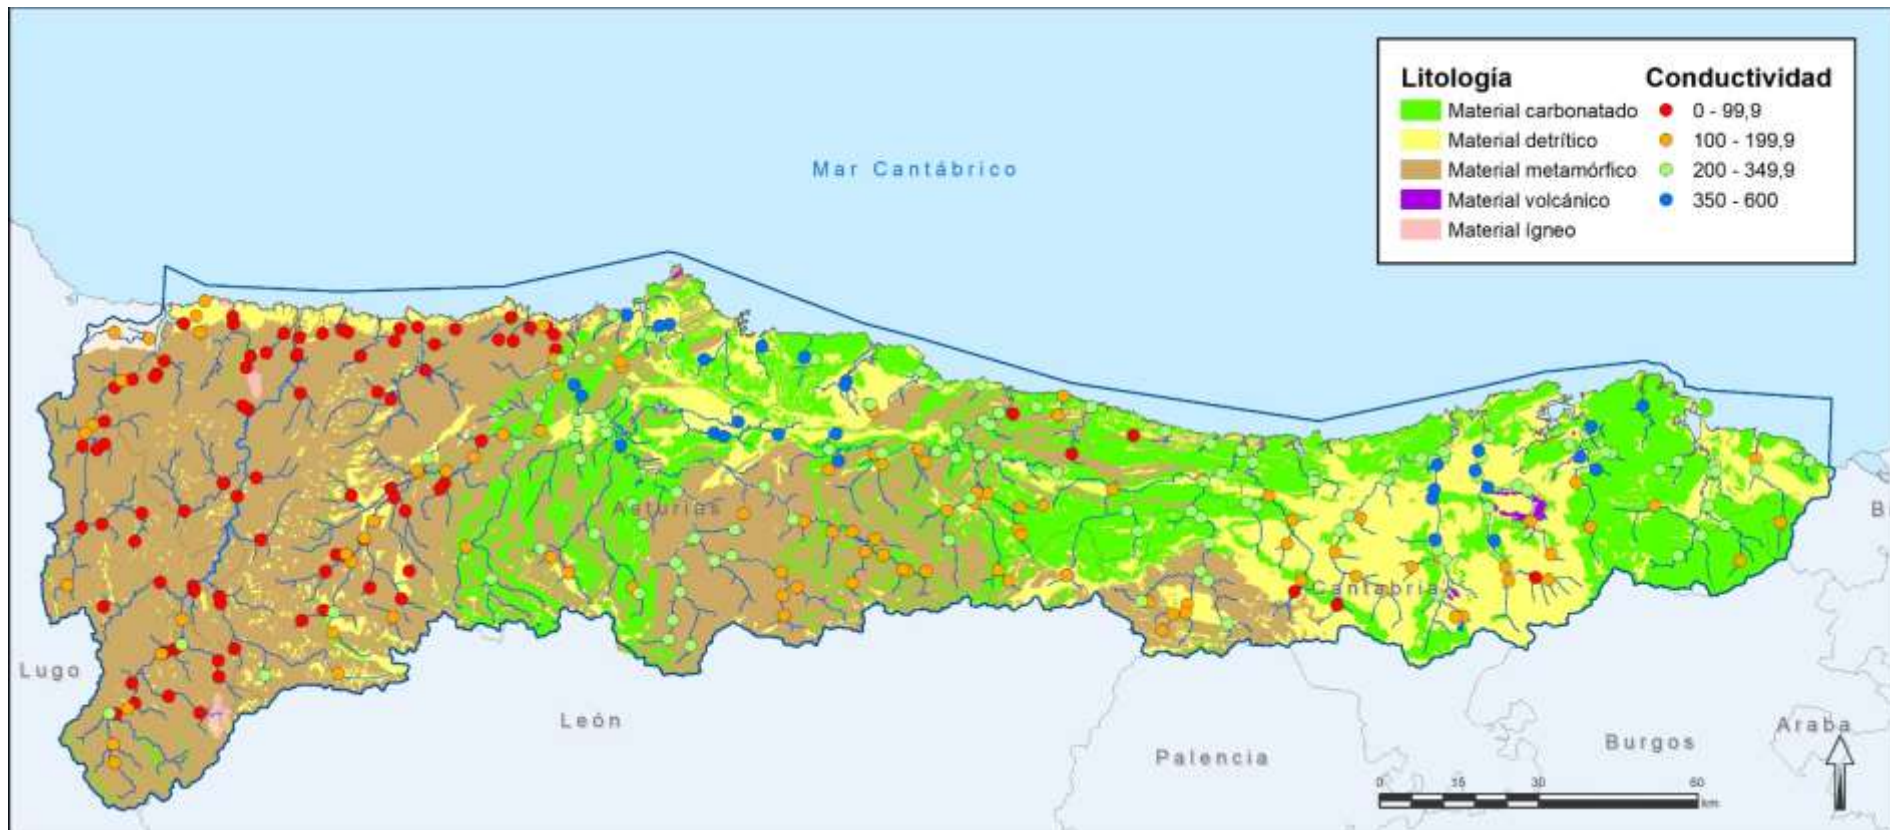 Litología
Conductividad
Material carbonatado
0 - 99,9
Material detrítico
100 - 199,9
Material metamórfico
200 - 349,9
Material volcánico
350 - 600
Material ígneo
Mar Cantábrico
Asturias
Cantabria
Lugo
León
Palencia
Burgos
Araba
B
0 15 30 60
km